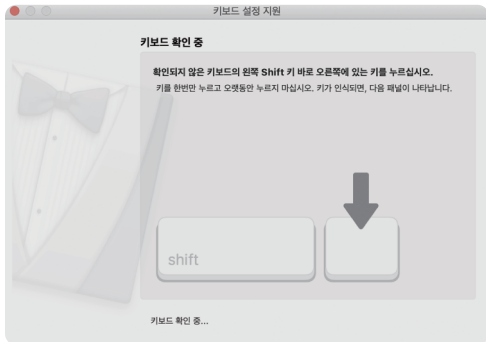 키보드 설정 지원
키보드 확인 중
확인되지 않은 키보드의 왼쪽 Shift 키 바로 오른쪽에 있는 키를 누르십시오.
키를 한번만 누르고 오랫동안 누르지 마십시오. 키가 인식되면, 다음 패널이 나타납니다.
shift
키보드 확인 중...